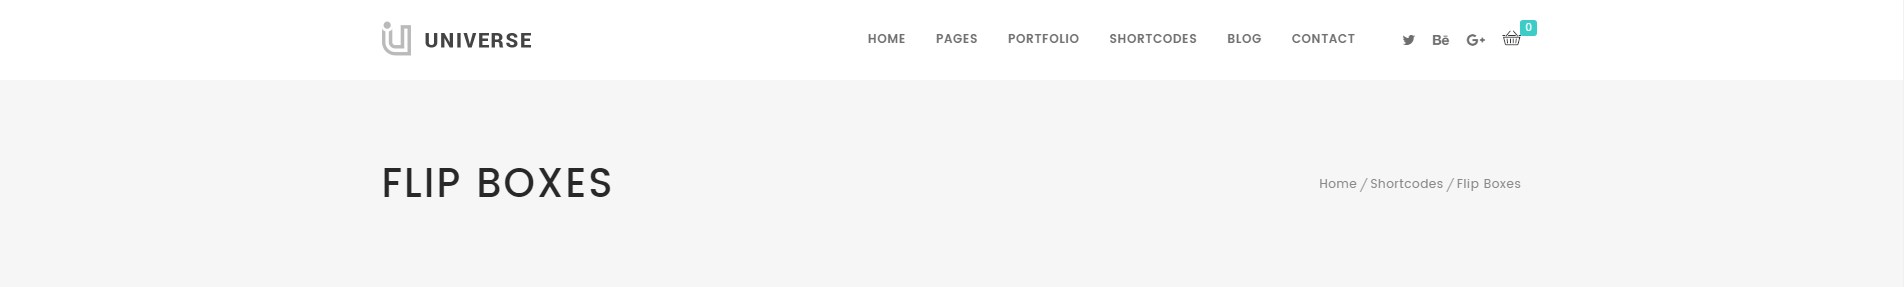 UNIVERSE
HOME PAGES PORTFOLIO SHORTCODES BLOG CONTACT Bē G+ 0
FLIP BOXES
Home / Shortcodes / Flip Boxes